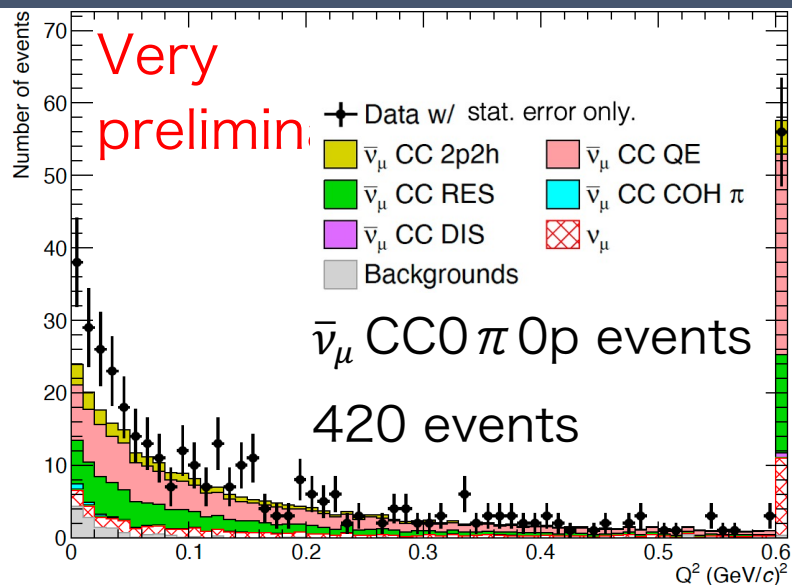 Number of events
70
60
50
40
30
20
10
0
Very
prelimina
Data w/ stat. error only.
ν̅μ CC 2p2h
ν̅μ CC QE
ν̅μ CC RES
ν̅μ CC COH π
ν̅μ CC DIS
νμ
Backgrounds
ν̅μ CC0π0p events
420 events
0 0.1 0.2 0.3 0.4 0.5 0.6
Q² (GeV/c)²